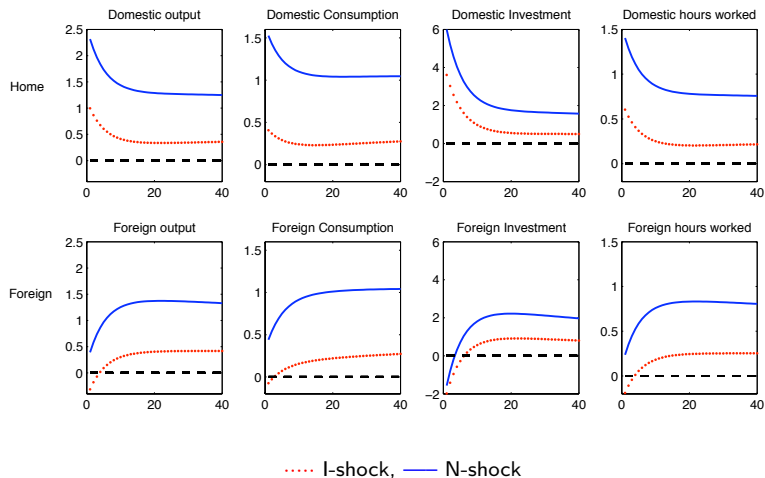 Domestic output Domestic Consumption Domestic Investment Domestic hours worked
2.5 1.5 6 1.5
2
1.5 1 4 1
1 2
Home
0.5 0.5 0.5
0 0 0 0
−2
0 20 40 0 20 40 0 20 40 0 20 40
Foreign output Foreign Consumption Foreign Investment Foreign hours worked
2.5 1.5 6 1.5
2
1.5 1 4 1
1 2
Foreign
0.5 0.5 0.5
0 0 0 0
−2
0 20 40 0 20 40 0 20 40 0 20 40
I-shock, N-shock